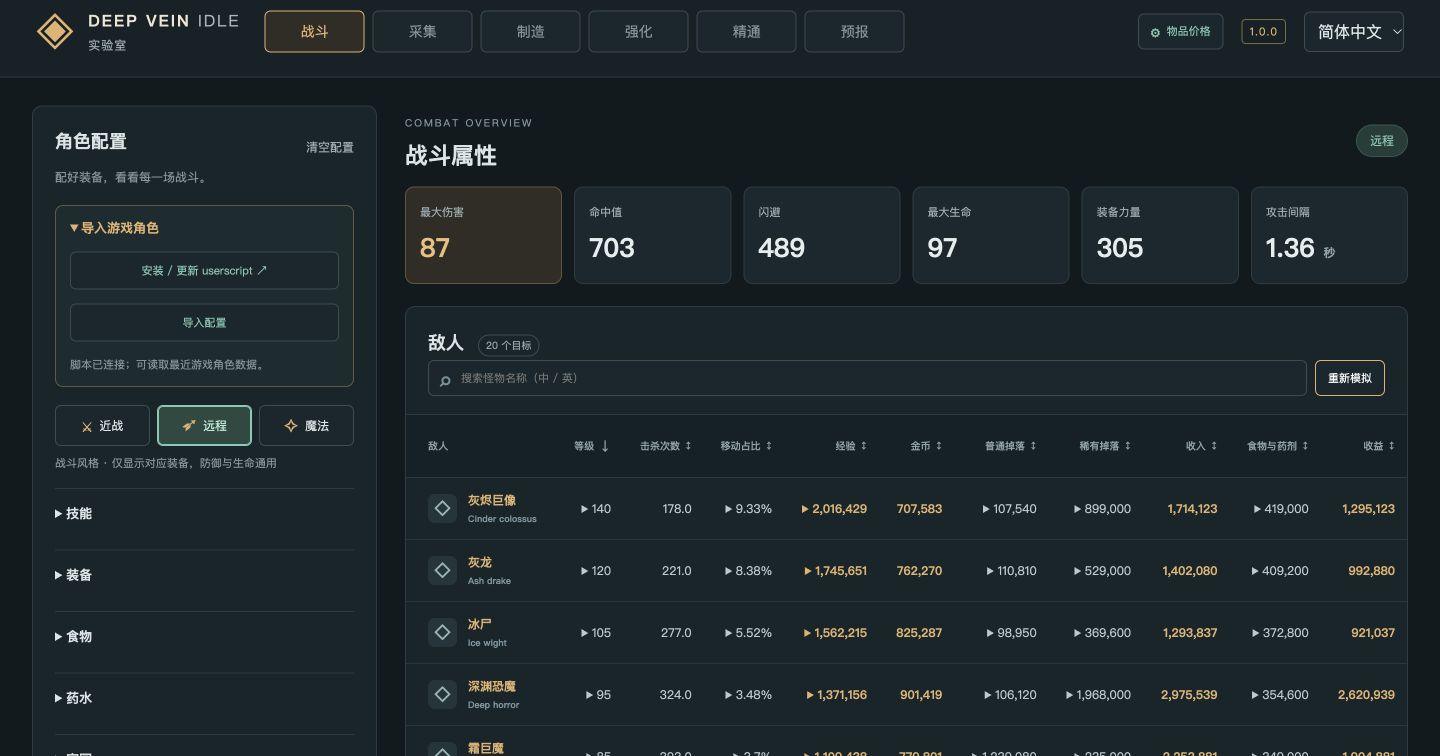 DEEP VEIN IDLE
实验室
战斗
采集
制造
强化
精通
预报
物品价格
1.0.0
简体中文
角色配置
清空配置
配好装备，看看每一场战斗。
▼导入游戏角色
安装 / 更新 userscript ↗
导入配置
脚本已连接；可读取最近游戏角色数据。
近战
远程
魔法
战斗风格 · 仅显示对应装备，防御与生命通用
▶ 技能
▶ 装备
▶ 食物
▶ 药水
COMBAT OVERVIEW
战斗属性
远程
最大伤害
87
命中值
703
闪避
489
最大生命
97
装备力量
305
攻击间隔
1.36 秒
敌人 20 个目标
搜索怪物名称（中 / 英）
重新模拟
敌人 等级 ↓ 击杀次数 ↕ 移动占比 ↕ 经验 ↕ 金币 ↕ 普通掉落 ↕ 稀有掉落 ↕ 收入 ↕ 食物与药剂 ↕ 收益 ↕
灰烬巨像
Cinder colossus
▶ 140 178.0 ▶ 9.33% ▶ 2,016,429 707,583 ▶ 107,540 ▶ 899,000 1,714,123 ▶ 419,000 1,295,123
灰龙
Ash drake
▶ 120 221.0 ▶ 8.38% ▶ 1,745,651 762,270 ▶ 110,810 ▶ 529,000 1,402,080 ▶ 409,200 992,880
冰尸
Ice wight
▶ 105 277.0 ▶ 5.52% ▶ 1,562,215 825,287 ▶ 98,950 ▶ 369,600 1,293,837 ▶ 372,800 921,037
深渊恐魔
Deep horror
▶ 95 324.0 ▶ 3.48% ▶ 1,371,156 901,419 ▶ 106,120 ▶ 1,968,000 2,975,539 ▶ 354,600 2,620,939
霜巨魔